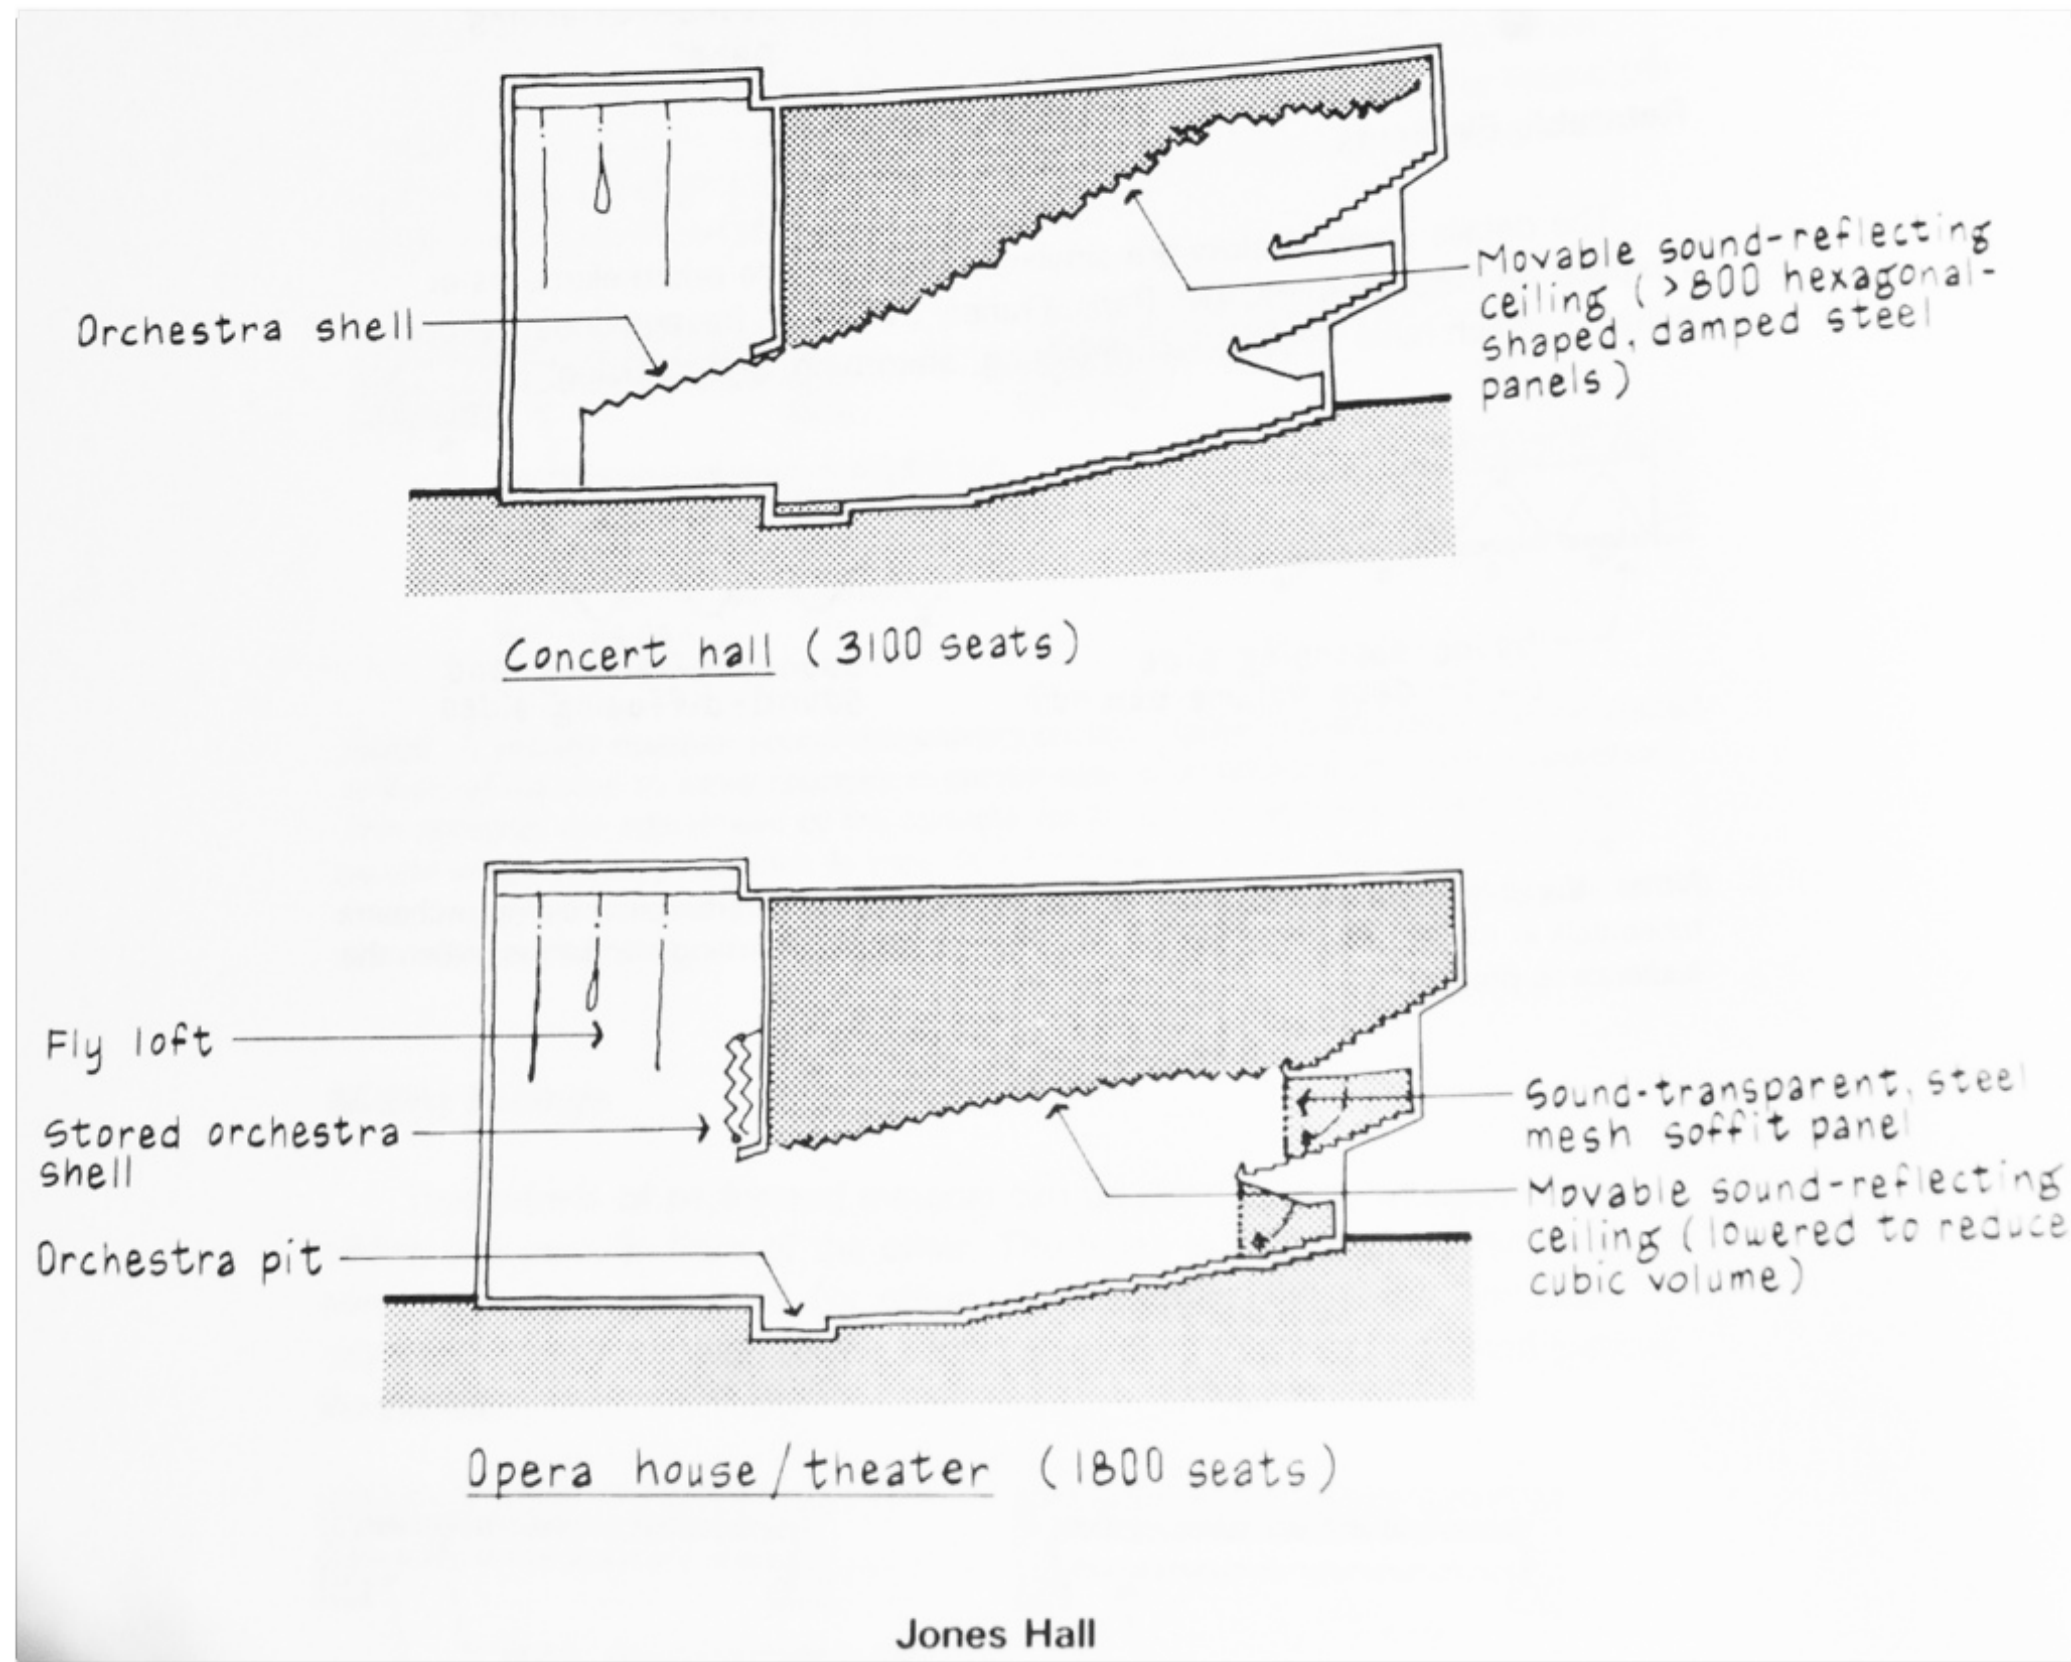 Orchestra shell
Movable sound-reflecting
ceiling (>800 hexagonal-
shaped, damped steel
panels)
Concert hall (3100 seats)
Fly loft
Stored orchestra
shell
Orchestra pit
Sound-transparent, steel
mesh soffit panel
Movable sound-reflecting
ceiling (lowered to reduce
cubic volume)
Opera house/theater (1800 seats)
Jones Hall